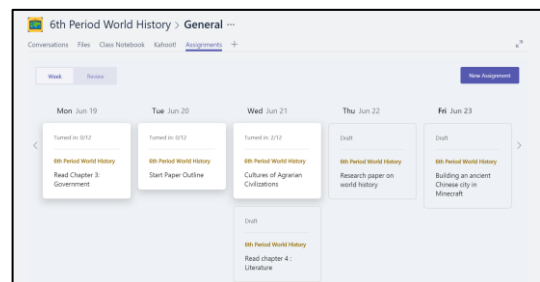 6th Period World History > General ···
Conversations Files Class Notebook Kahoot! Assignments +
Week Review
New Assignment
Mon Jun 19
Tue Jun 20
Wed Jun 21
Thu Jun 22
Fri Jun 23
Turned in: 0/12
6th Period World History
Read Chapter 3:
Government
Turned in: 0/12
6th Period World History
Start Paper Outline
Turned in: 2/12
6th Period World History
Cultures of Agrarian
Civilizations
Draft
6th Period World History
Read chapter 4 :
Literature
Draft
6th Period World History
Research paper on
world history
Draft
6th Period World History
Building an ancient
Chinese city in
Minecraft